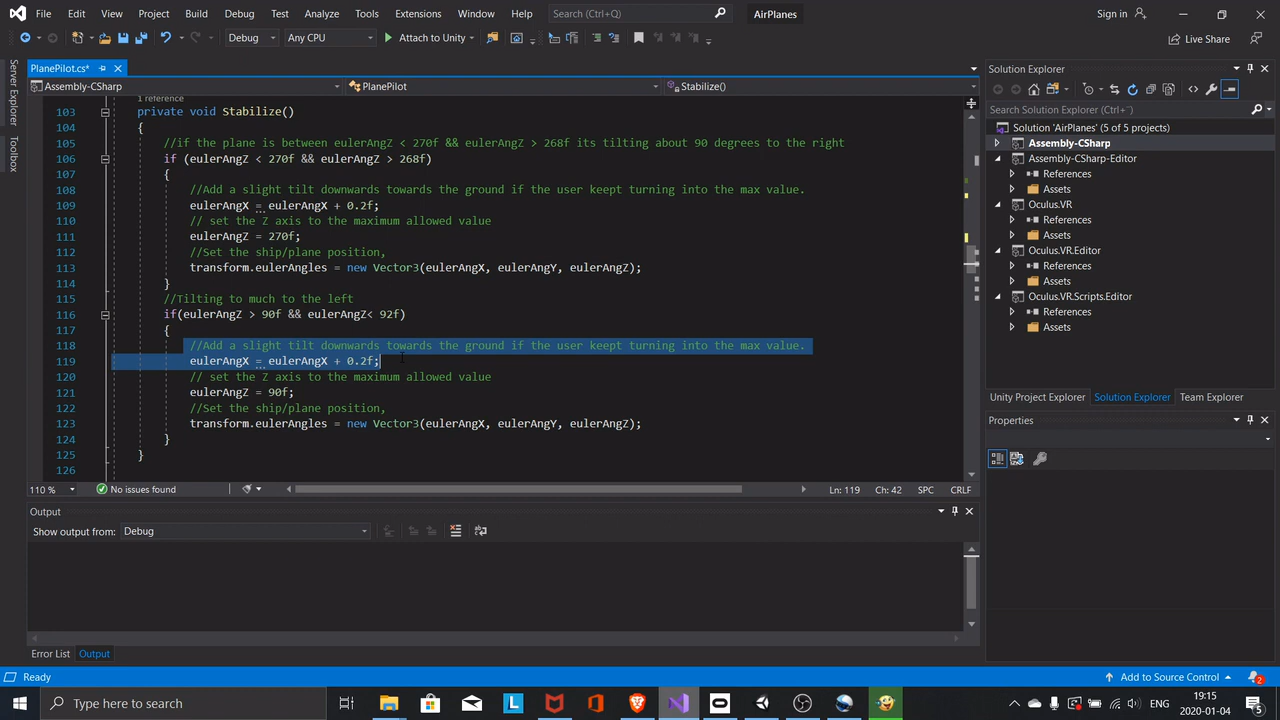 File Edit View Project Build Debug Test Analyze Tools Extensions Window Help Search (Ctrl+Q) AirPlanes Sign in
Debug Any CPU Attach to Unity Live Share
Server Explorer
Toolbox
PlanePilot.cs*
Assembly-CSharp PlanePilot Stabilize()
1 reference
103 private void Stabilize()
104 {
105 //if the plane is between eulerAngZ < 270f && eulerAngZ > 268f its tilting about 90 degrees to the right
106 if (eulerAngZ < 270f && eulerAngZ > 268f)
107 {
108 //Add a slight tilt downwards towards the ground if the user keept turning into the max value.
109 eulerAngX = eulerAngX + 0.2f;
110 // set the Z axis to the maximum allowed value
111 eulerAngZ = 270f;
112 //Set the ship/plane position,
113 transform.eulerAngles = new Vector3(eulerAngX, eulerAngY, eulerAngZ);
114 }
115 //Tilting to much to the left
116 if(eulerAngZ > 90f && eulerAngZ< 92f)
117 {
118 //Add a slight tilt downwards towards the ground if the user keept turning into the max value.
119 eulerAngX = eulerAngX + 0.2f;
120 // set the Z axis to the maximum allowed value
121 eulerAngZ = 90f;
122 //Set the ship/plane position,
123 transform.eulerAngles = new Vector3(eulerAngX, eulerAngY, eulerAngZ);
124 }
125 }
126
110 % No issues found Ln: 119 Ch: 42 SPC CRLF
Output
Show output from: Debug
Error List Output
Solution Explorer
Search Solution Explorer (Ctrl+¨)
Solution 'AirPlanes' (5 of 5 projects)
Assembly-CSharp
Assembly-CSharp-Editor
References
Assets
Oculus.VR
References
Assets
Oculus.VR.Editor
References
Assets
Oculus.VR.Scripts.Editor
References
Assets
Unity Project Explorer Solution Explorer Team Explorer
Properties
Ready Add to Source Control 2
Type here to search L ENG 19:15
2020-01-04 5